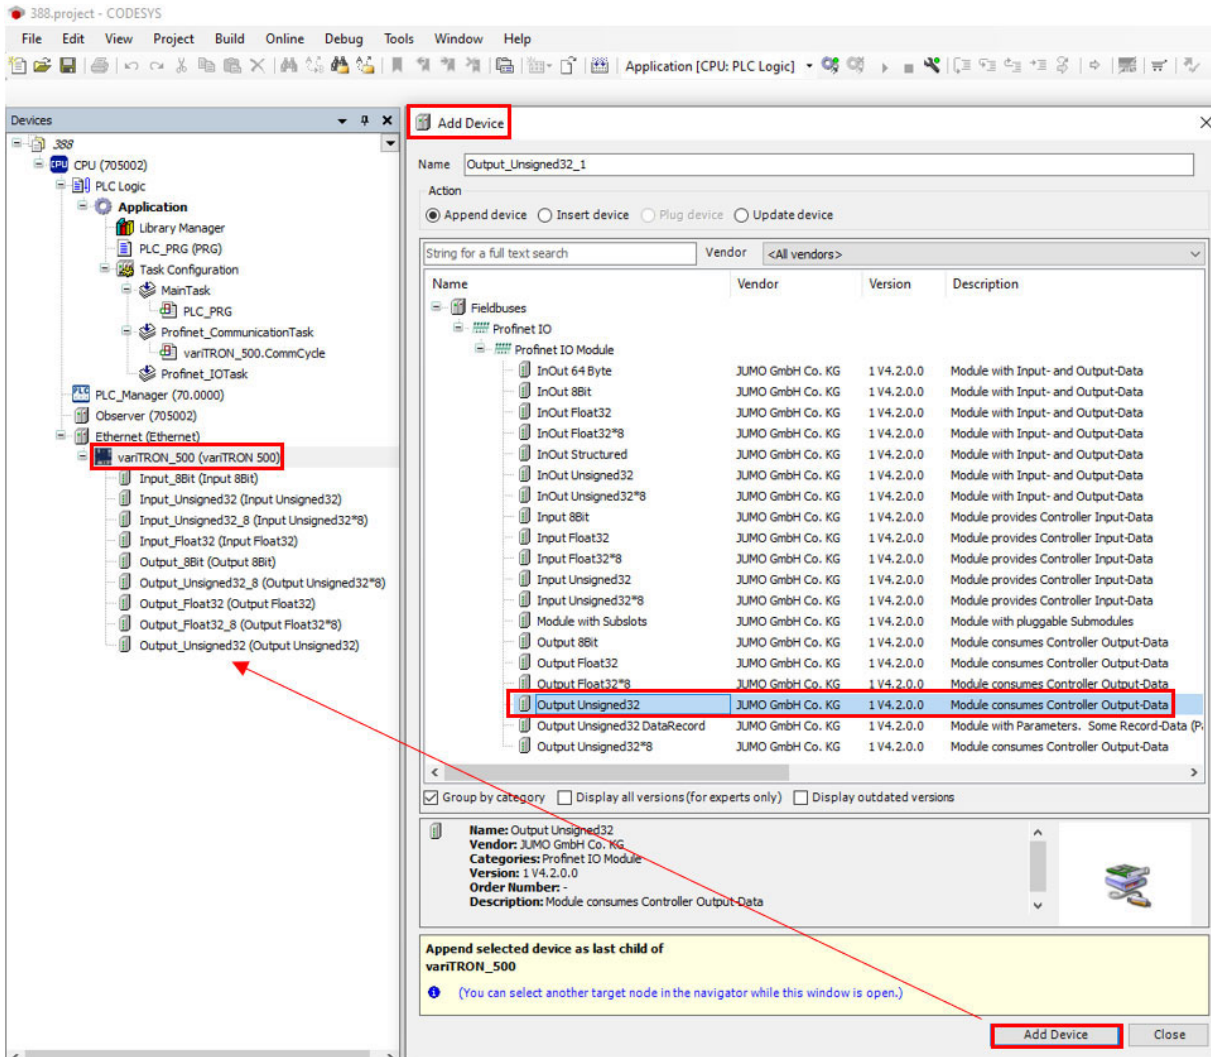 388.project - CODESYS
File Edit View Project Build Online Debug Tools Window Help
Application [CPU: PLC Logic]
Devices
388
CPU (705002)
PLC Logic
Application
Library Manager
PLC_PRG (PRG)
Task Configuration
MainTask
PLC_PRG
Profinet_CommunicationTask
variTRON_500.CommCycle
Profinet_IOTask
PLC_Manager (70.0000)
Observer (705002)
Ethernet (Ethernet)
variTRON_500 (variTRON 500)
Input_8Bit (Input 8Bit)
Input_Unsigned32 (Input Unsigned32)
Input_Unsigned32_8 (Input Unsigned32*8)
Input_Float32 (Input Float32)
Output_8Bit (Output 8Bit)
Output_Unsigned32_8 (Output Unsigned32*8)
Output_Float32 (Output Float32)
Output_Float32_8 (Output Float32*8)
Output_Unsigned32 (Output Unsigned32)
Add Device
Name Output_Unsigned32_1
Action
Append device Insert device Plug device Update device
String for a full text search Vendor <All vendors>
Name Vendor Version Description
Fieldbuses
Profinet IO
Profinet IO Module
InOut 64 Byte JUMO GmbH Co. KG 1 V4.2.0.0 Module with Input- and Output-Data
InOut 8Bit JUMO GmbH Co. KG 1 V4.2.0.0 Module with Input- and Output-Data
InOut Float32 JUMO GmbH Co. KG 1 V4.2.0.0 Module with Input- and Output-Data
InOut Float32*8 JUMO GmbH Co. KG 1 V4.2.0.0 Module with Input- and Output-Data
InOut Structured JUMO GmbH Co. KG 1 V4.2.0.0 Module with Input- and Output-Data
InOut Unsigned32 JUMO GmbH Co. KG 1 V4.2.0.0 Module with Input- and Output-Data
InOut Unsigned32*8 JUMO GmbH Co. KG 1 V4.2.0.0 Module with Input- and Output-Data
Input 8Bit JUMO GmbH Co. KG 1 V4.2.0.0 Module provides Controller Input-Data
Input Float32 JUMO GmbH Co. KG 1 V4.2.0.0 Module provides Controller Input-Data
Input Float32*8 JUMO GmbH Co. KG 1 V4.2.0.0 Module provides Controller Input-Data
Input Unsigned32 JUMO GmbH Co. KG 1 V4.2.0.0 Module provides Controller Input-Data
Input Unsigned32*8 JUMO GmbH Co. KG 1 V4.2.0.0 Module provides Controller Input-Data
Module with Subslots JUMO GmbH Co. KG 1 V4.2.0.0 Module with pluggable Submodules
Output 8Bit JUMO GmbH Co. KG 1 V4.2.0.0 Module consumes Controller Output-Data
Output Float32 JUMO GmbH Co. KG 1 V4.2.0.0 Module consumes Controller Output-Data
Output Float32*8 JUMO GmbH Co. KG 1 V4.2.0.0 Module consumes Controller Output-Data
Output Unsigned32 JUMO GmbH Co. KG 1 V4.2.0.0 Module consumes Controller Output-Data
Output Unsigned32 DataRecord JUMO GmbH Co. KG 1 V4.2.0.0 Module with Parameters. Some Record-Data (P
Output Unsigned32*8 JUMO GmbH Co. KG 1 V4.2.0.0 Module consumes Controller Output-Data
Group by category Display all versions (for experts only) Display outdated versions
Name: Output Unsigned32
Vendor: JUMO GmbH Co. KG
Categories: Profinet IO Module
Version: 1 V4.2.0.0
Order Number: -
Description: Module consumes Controller Output-Data
Append selected device as last child of
variTRON_500
(You can select another target node in the navigator while this window is open.)
Add Device Close